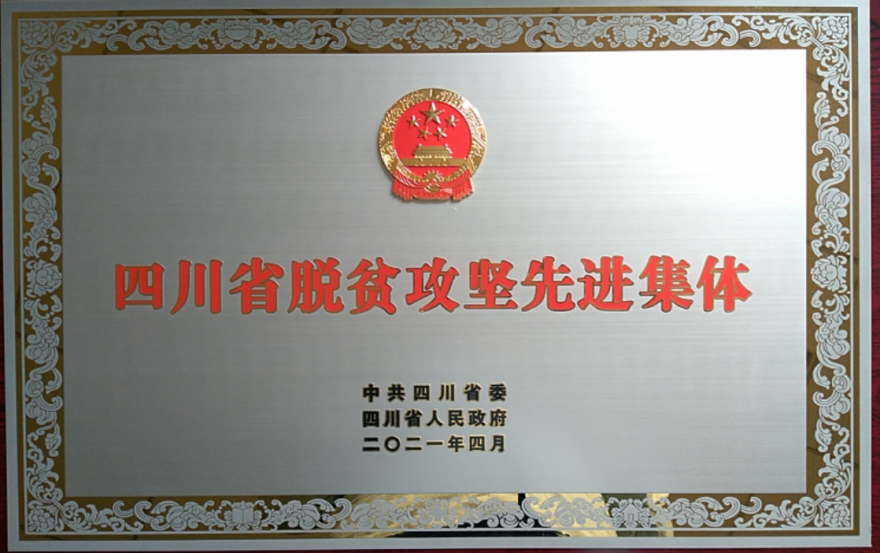 四川省脱贫攻坚先进集体
中共四川省委
四川省人民政府
二〇二一年四月